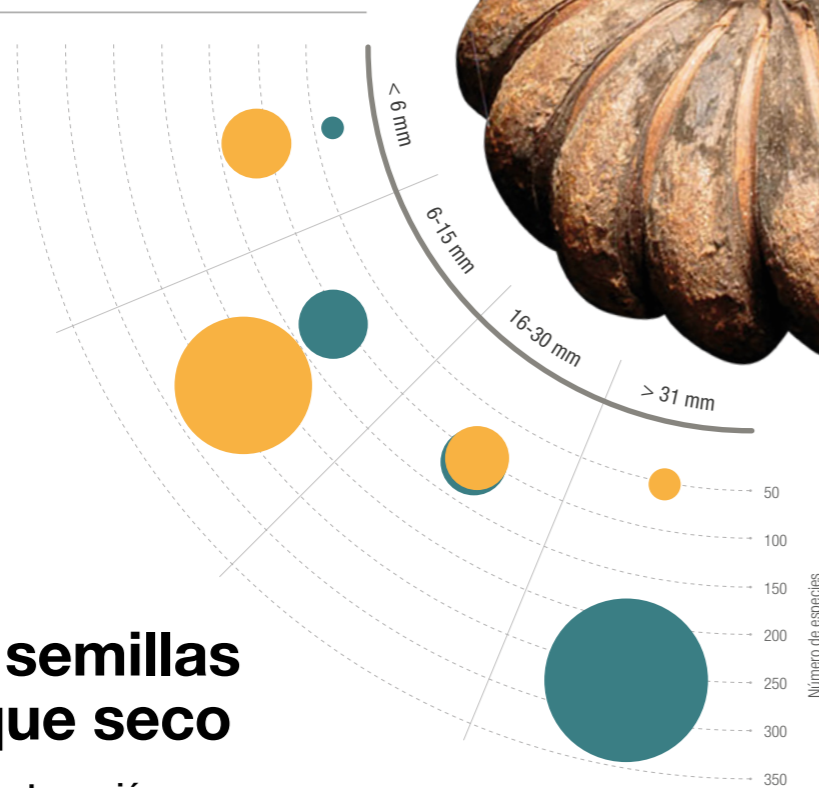 < 6 mm
6-15 mm
16-30 mm
> 31 mm
50
100
150
200
250
300
350
Número de especies
semillas
que seco